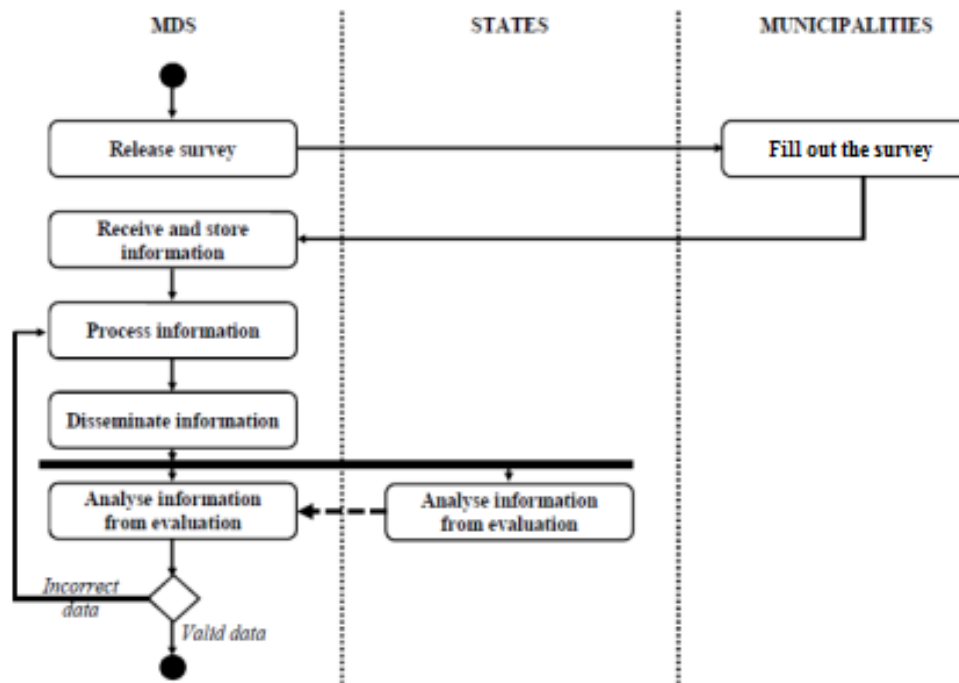 MDS
STATES
MUNICIPALITIES
Release survey
Fill out the survey
Receive and store
information
Process information
Disseminate information
Analyse information
from evaluation
Analyse information
from evaluation
Incorrect
data
Valid data